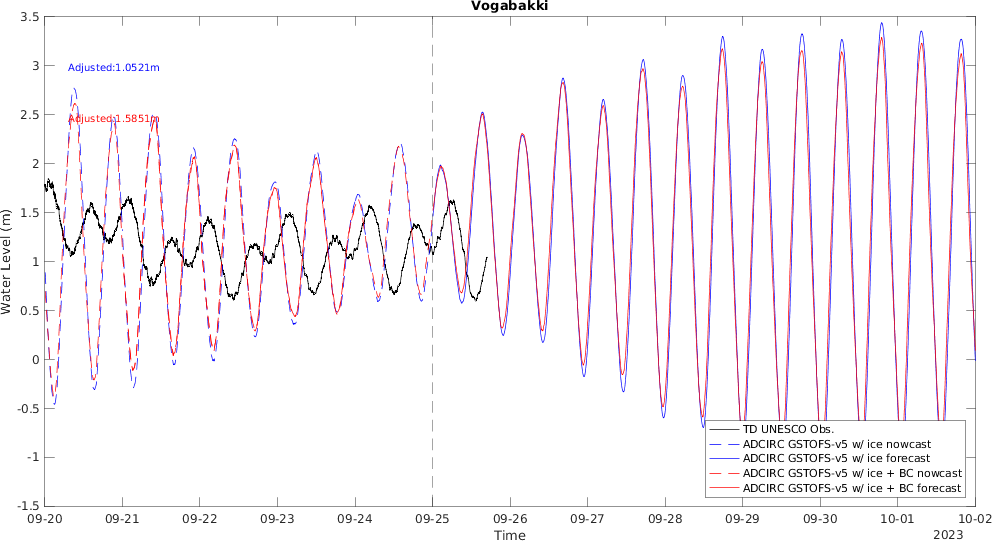 Vogabakki
3.5
3
2.5
2
1.5
1
0.5
0
-0.5
-1
-1.5
Water Level (m)
Adjusted:1.0521m
Adjusted:1.5851m
TD UNESCO Obs.
ADCIRC GSTOFS-v5 w/ ice nowcast
ADCIRC GSTOFS-v5 w/ ice forecast
ADCIRC GSTOFS-v5 w/ ice + BC nowcast
ADCIRC GSTOFS-v5 w/ ice + BC forecast
09-20 09-21 09-22 09-23 09-24 09-25 09-26 09-27 09-28 09-29 09-30 10-01 10-02
Time
2023